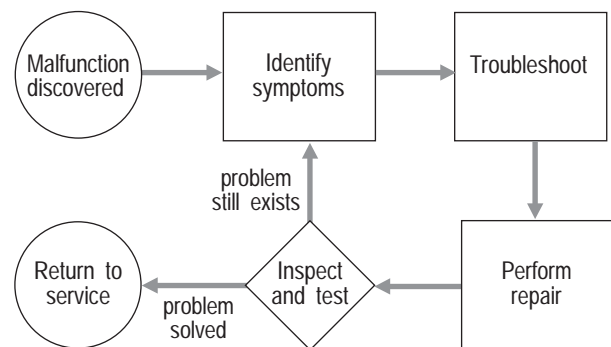 Malfunction
discovered
Identify
symptoms
Troubleshoot
problem
still exists
Return to
service
problem
solved
Inspect
and test
Perform
repair